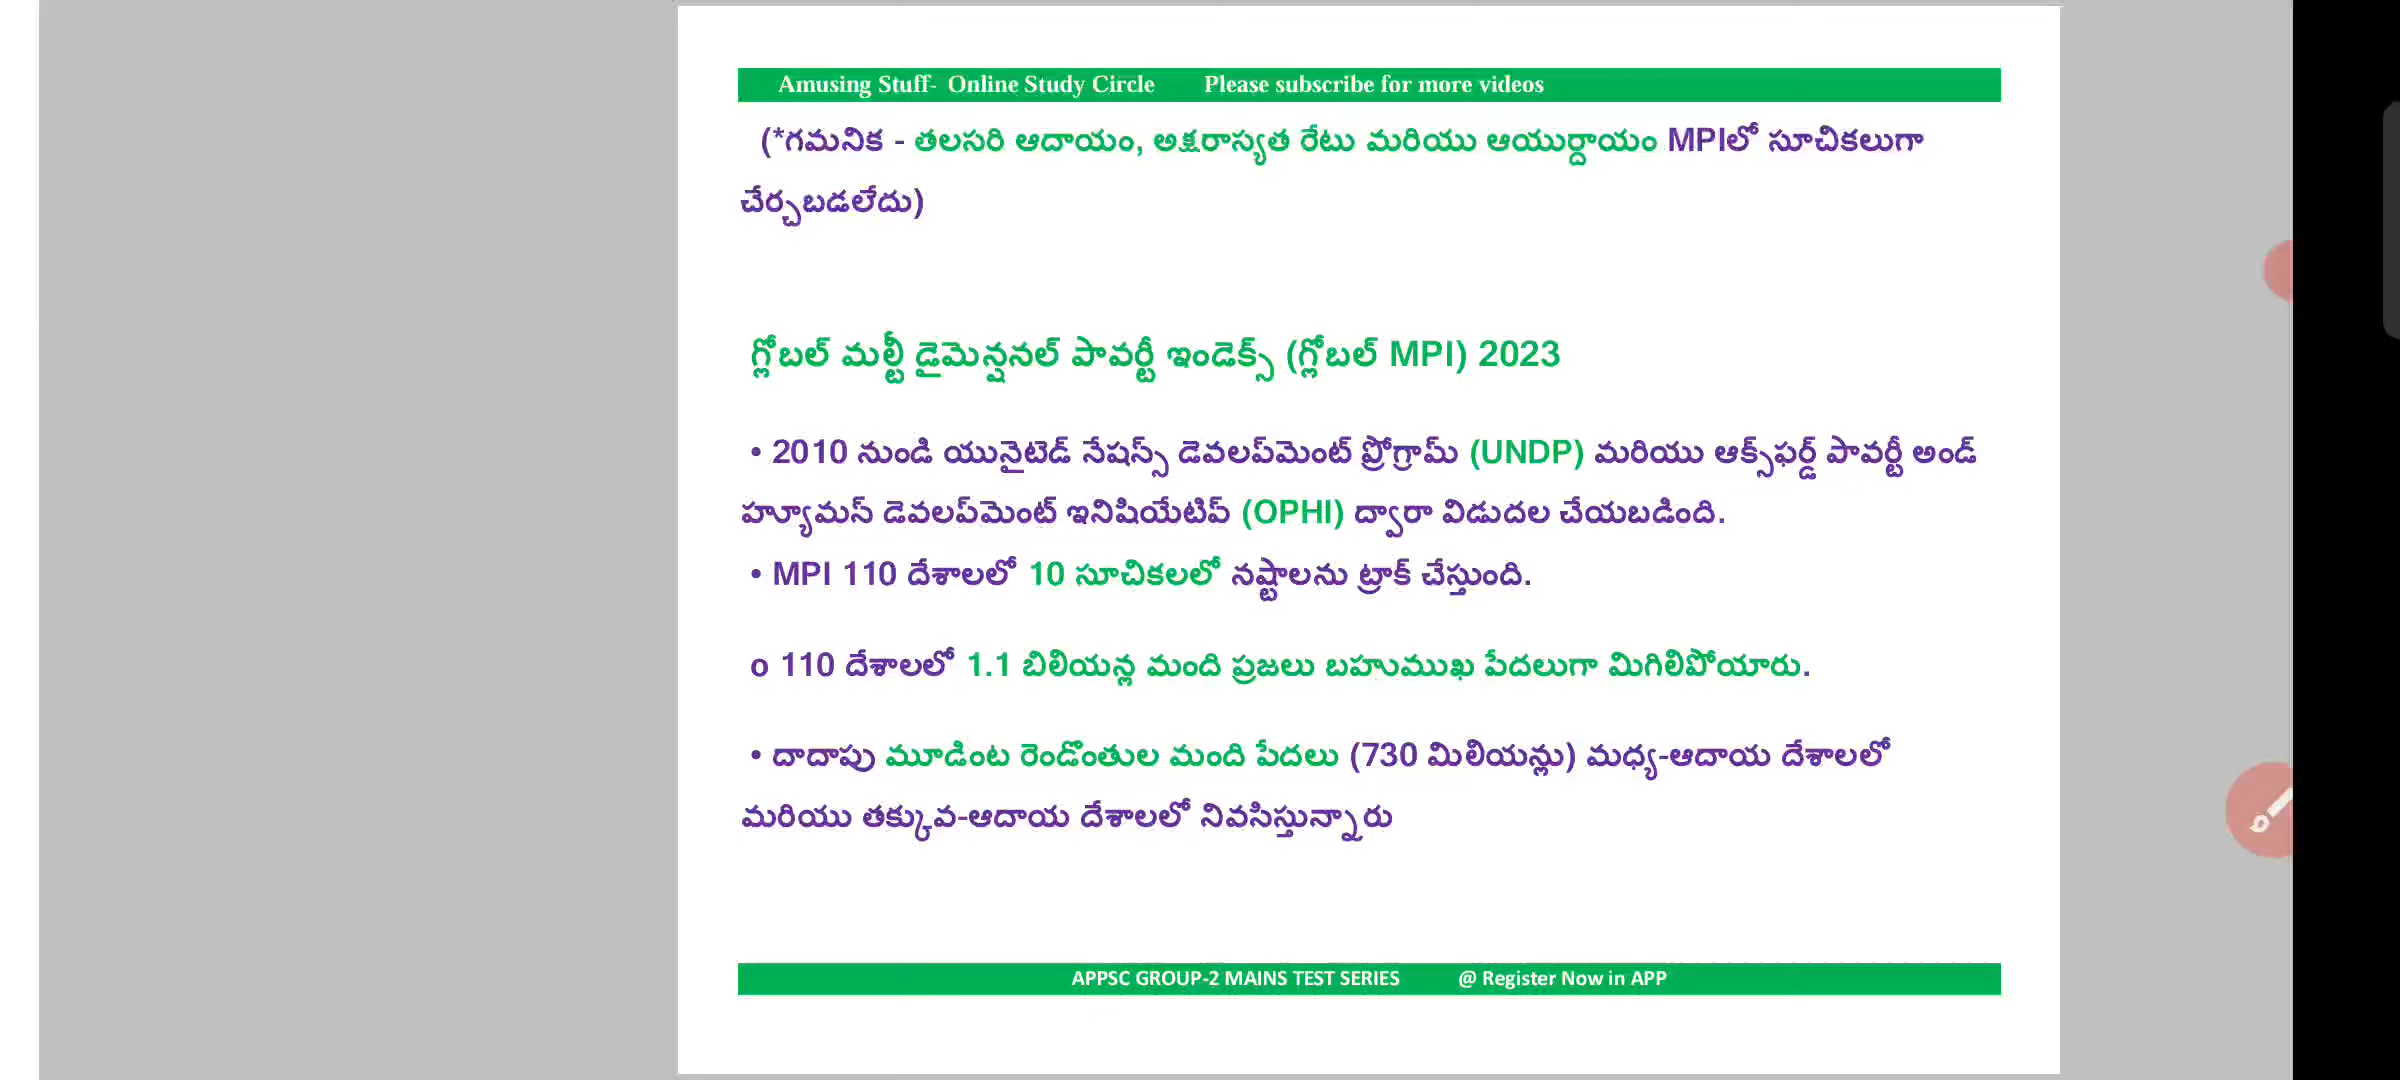 Amusing Stuff- Online Study Circle Please subscribe for more videos
(*గమనిక - తలసరి ఆదాయం, అక్షరాస్యత రేటు మరియు ఆయుర్దాయం MPIలో సూచికలుగా
చేర్చబడలేదు)
గ్లోబల్ మల్టీ డైమెన్షనల్ పావర్టీ ఇండెక్స్ (గ్లోబల్ MPI) 2023
• 2010 నుండి యునైటెడ్ నేషన్స్ డెవలప్‌మెంట్ ప్రోగ్రామ్ (UNDP) మరియు ఆక్స్‌ఫర్డ్ పావర్టీ అండ్
హ్యూమస్ డెవలప్‌మెంట్ ఇనిషియేటివ్ (OPHI) ద్వారా విడుదల చేయబడింది.
• MPI 110 దేశాలలో 10 సూచికలలో నష్టాలను ట్రాక్ చేస్తుంది.
o 110 దేశాలలో 1.1 బిలియన్ల మంది ప్రజలు బహుముఖ పేదలుగా మిగిలిపోయారు.
• దాదాపు మూడింట రెండొంతుల మంది పేదలు (730 మిలియన్లు) మధ్య-ఆదాయ దేశాలలో
మరియు తక్కువ-ఆదాయ దేశాలలో నివసిస్తున్నారు
APPSC GROUP-2 MAINS TEST SERIES @ Register Now in APP